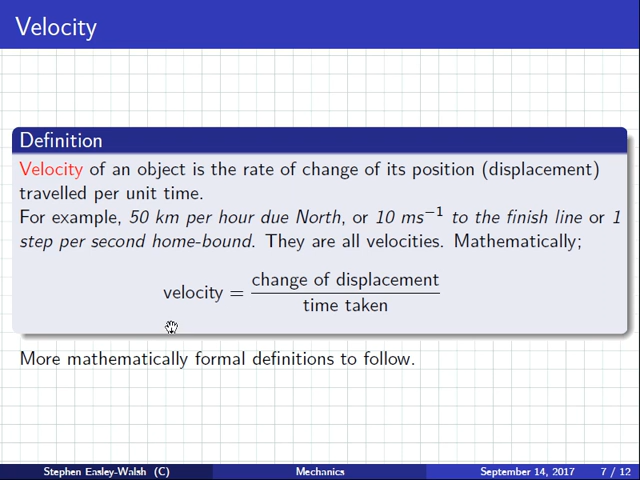 Velocity
Definition
Velocity of an object is the rate of change of its position (displacement)
travelled per unit time.
For example, 50 km per hour due North, or 10 ms⁻¹ to the finish line or 1
step per second home-bound. They are all velocities. Mathematically;
velocity = change of displacement / time taken
More mathematically formal definitions to follow.
Stephen Easley-Walsh (C) Mechanics September 14, 2017 7 / 12